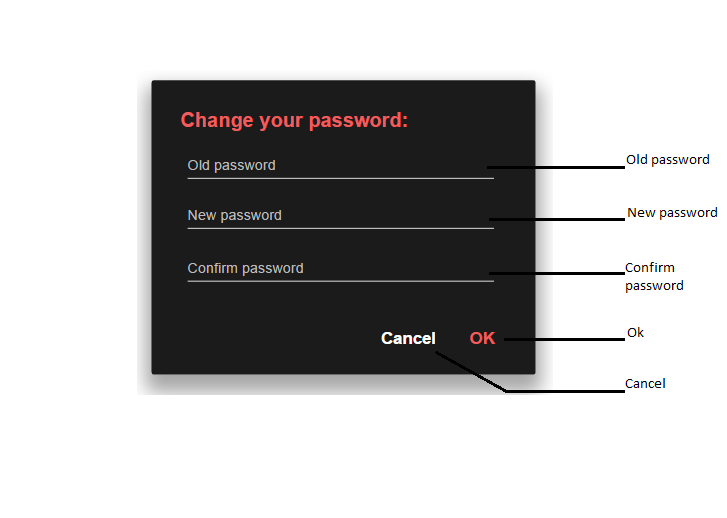 Change your password:
Old password
Old password
New password
New password
Confirm password
Confirm
password
Cancel
OK
Ok
Cancel